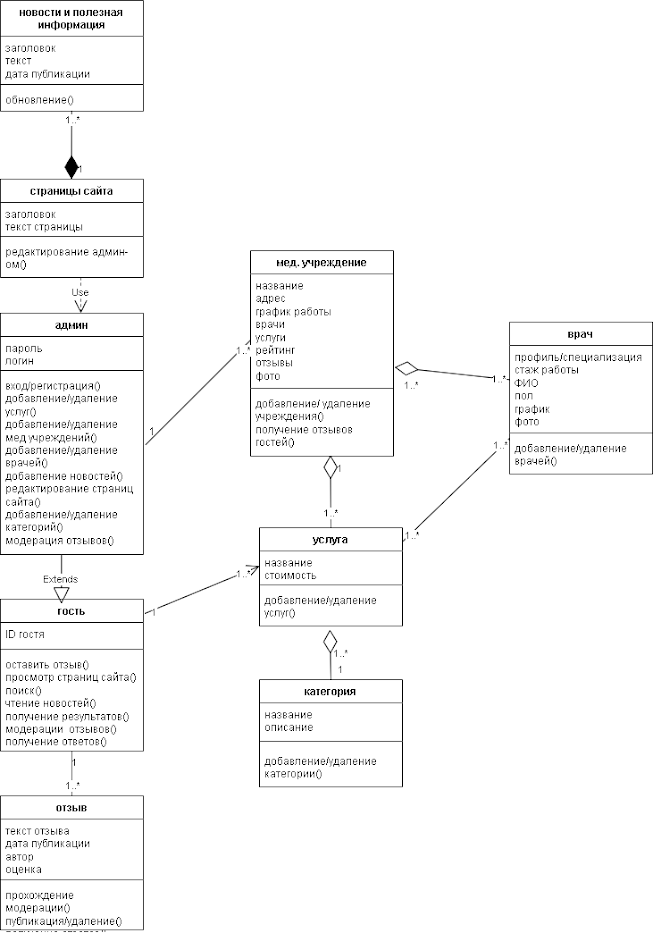 новости и полезная
информация
заголовок
текст
дата публикации
обновление()
1..*
1
страницы сайта
заголовок
текст страницы
редактирование админ-
ом()
Use
админ
пароль
логин
вход/регистрация()
добавление/удаление
услуг()
добавление/удаление
мед учреждений()
добавление/удаление
врачей()
добавление новостей()
редактирование страниц
сайта()
добавление/удаление
категорий()
модерация отзывов()
1
1..*
Extends
гость
ID гостя
оставить отзыв()
просмотр страниц сайта()
поиск()
чтение новостей()
получение результатов()
модерации отзывов()
получение ответов()
1
1..*
1
1..*
отзыв
текст отзыва
дата публикации
автор
оценка
прохождение
модерации()
публикация/удаление()
мед. учреждение
название
адрес
график работы
врачи
услуги
рейтинг
отзывы
фото
добавление/ удаление
учреждения()
получение отзывов
гостей()
1..*
1..*
1
1..*
услуга
название
стоимость
добавление/удаление
услуг()
1..*
1..*
1..*
1
категория
название
описание
добавление/удаление
категории()
врач
профиль/специализация
стаж работы
ФИО
пол
график
фото
добавление/удаление
врачей()